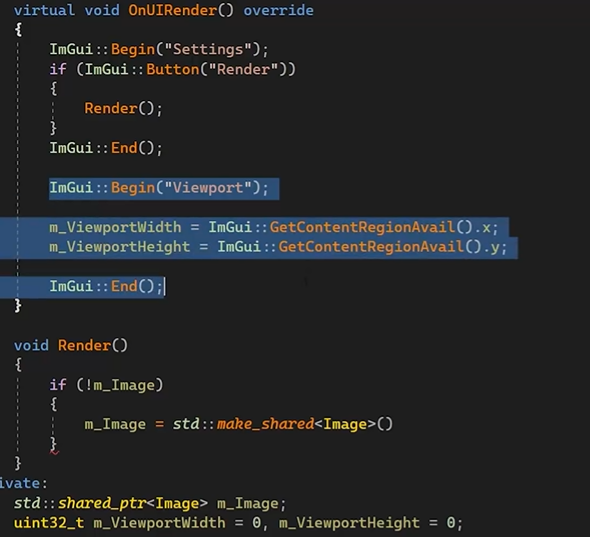 virtual void OnUIRender() override
{
ImGui::Begin("Settings");
if (ImGui::Button("Render"))
{
Render();
}
ImGui::End();
ImGui::Begin("Viewport");
m_ViewportWidth = ImGui::GetContentRegionAvail().x;
m_ViewportHeight = ImGui::GetContentRegionAvail().y;
ImGui::End();
}
void Render()
{
if (!m_Image)
{
m_Image = std::make_shared<Image>()
}
}
ivate:
std::shared_ptr<Image> m_Image;
uint32_t m_ViewportWidth = 0, m_ViewportHeight = 0;